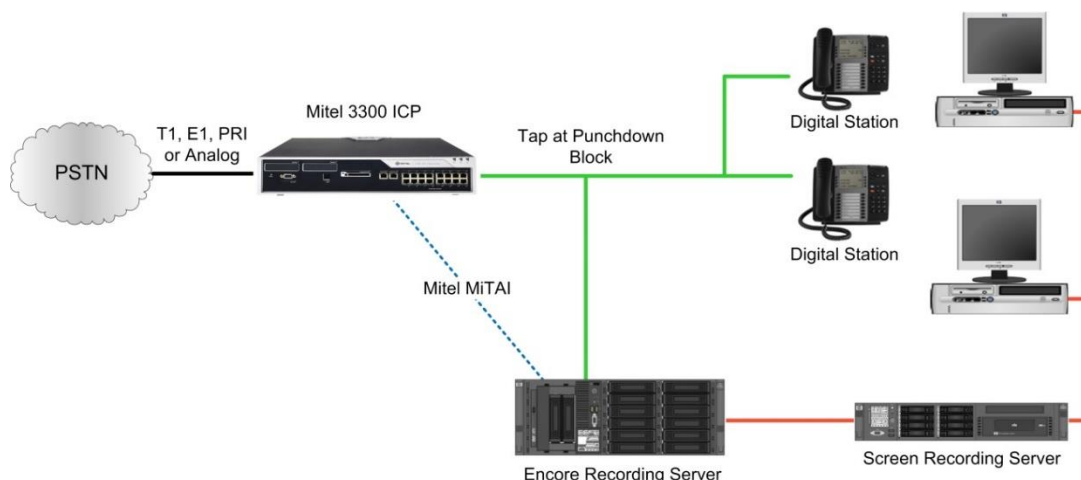 Mitel 3300 ICP
T1, E1, PRI
or Analog
PSTN
Tap at Punchdown
Block
Digital Station
Digital Station
Mitel MiTAI
Encore Recording Server
Screen Recording Server